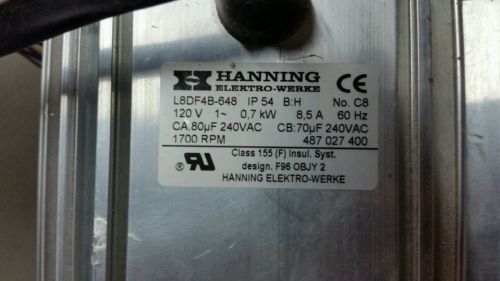 HANNING
ELEKTRO-WERKE
CE
L8DF4B-648 IP 54 B:H No. C8
120 V 1~ 0,7 kW 8,5 A 60 Hz
CA.80µF 240VAC CB:70µF 240VAC
1700 RPM 487 027 400
Class 155 (F) Insul. Syst.
design. F96 OBJY 2
HANNING ELEKTRO-WERKE